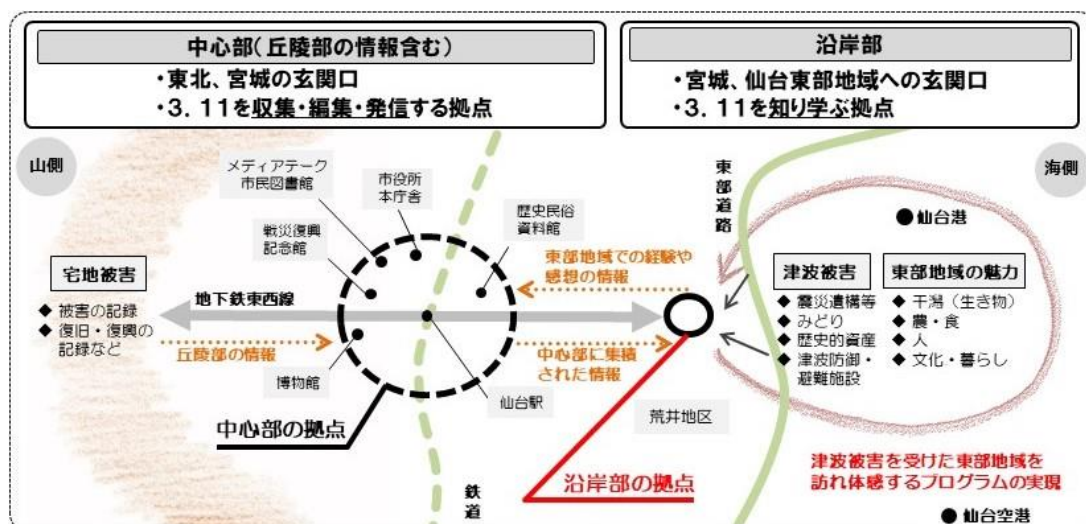 中心部(丘陵部の情報含む)
・東北、宮城の玄関口
・3.11を収集・編集・発信する拠点
沿岸部
・宮城、仙台東部地域への玄関口
・3.11を知り学ぶ拠点
山側
海側
メディアテーク
市民図書館
市役所
本庁舎
戦災復興
記念館
歴史民俗
資料館
東部道路
仙台港
宅地被害
◆ 被害の記録
◆ 復旧・復興の
記録など
地下鉄東西線
東部地域での経験や
感想の情報
津波被害
◆ 震災遺構等
◆ みどり
◆ 歴史的資産
◆ 津波防御・
避難施設
東部地域の魅力
◆ 干潟(生き物)
◆ 農・食
◆ 人
◆ 文化・暮らし
丘陵部の情報
中心部に集積
された情報
博物館
仙台駅
荒井地区
中心部の拠点
沿岸部の拠点
鉄道
津波被害を受けた東部地域を
訪れ体感するプログラムの実現
仙台空港